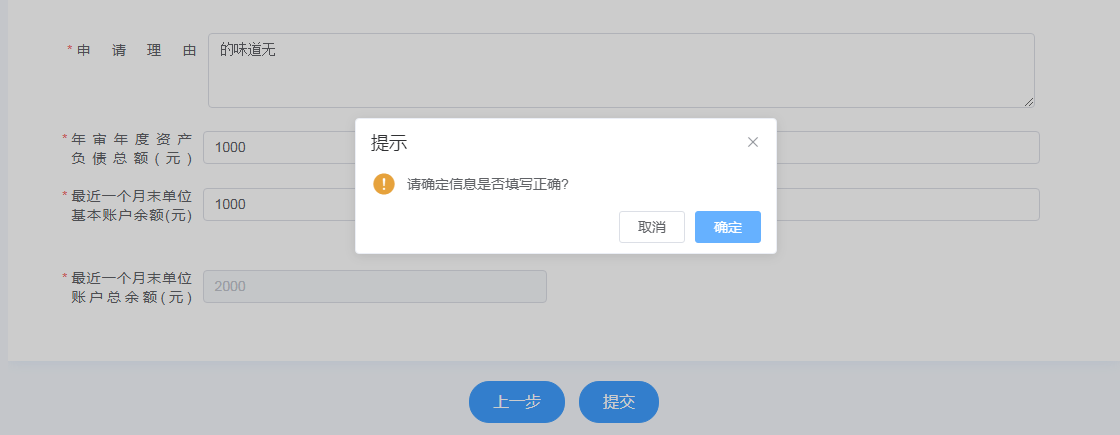 *申请理由
的味道无
*年审年度资产
负债总额(元)
1000
*最近一个月末单位
基本账户余额(元)
1000
提示
请确定信息是否填写正确?
取消
确定
*最近一个月末单位
账户总余额(元)
2000
上一步
提交